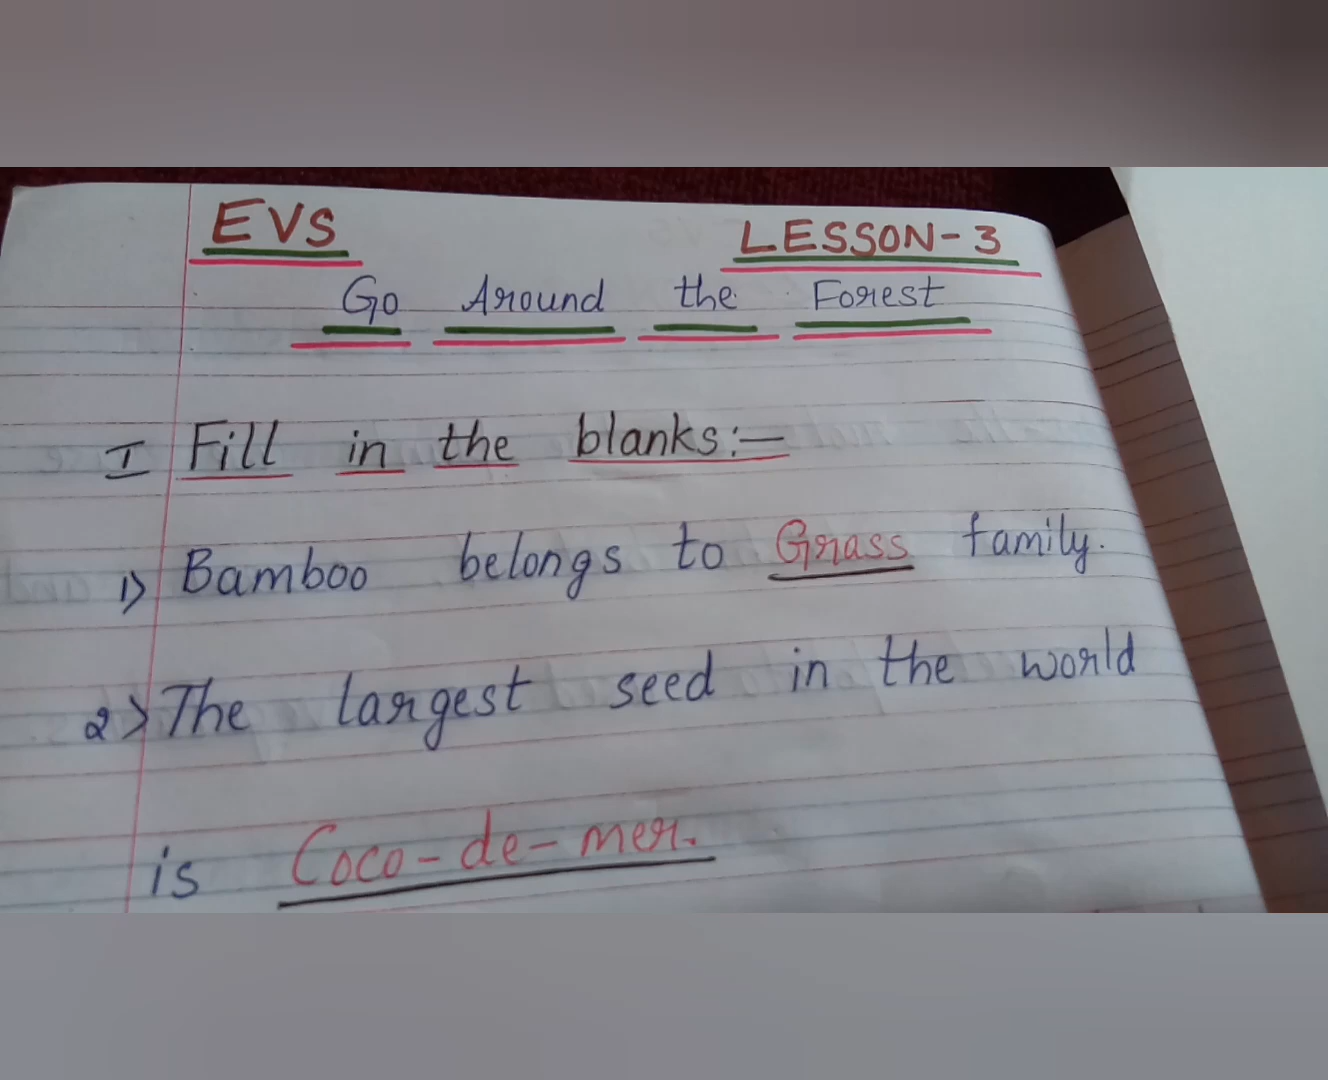 EVS LESSON-3
Go Around the Forest
I Fill in the blanks:-
1) Bamboo belongs to Grass family.
2) The largest seed in the world
is Coco-de-mer.